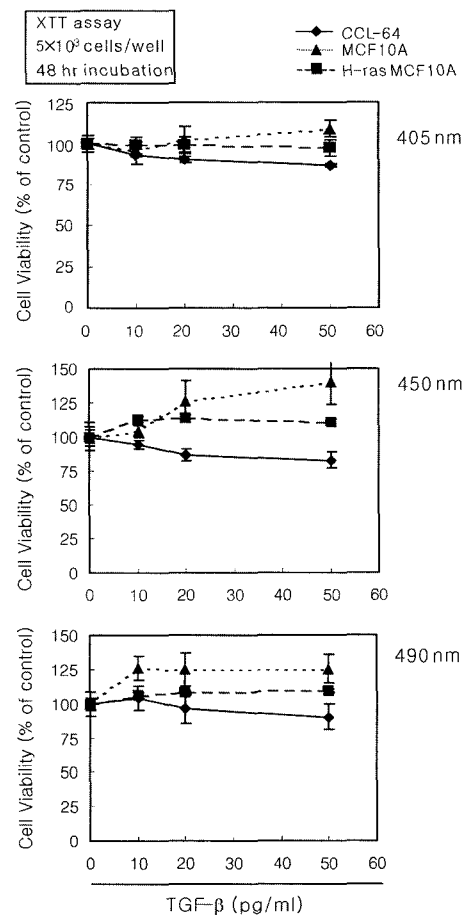 XTT assay
5×10³ cells/well
48 hr incubation
CCL-64
MCF10A
H-ras MCF10A
405 nm
Cell Viability (% of control)
125
100
75
50
25
0
0 10 20 30 40 50 60
450 nm
Cell Viability (% of control)
150
125
100
75
50
25
0
0 10 20 30 40 50 60
490 nm
Cell Viability (% of control)
150
125
100
75
50
25
0
0 10 20 30 40 50 60
TGF-β (pg/ml)